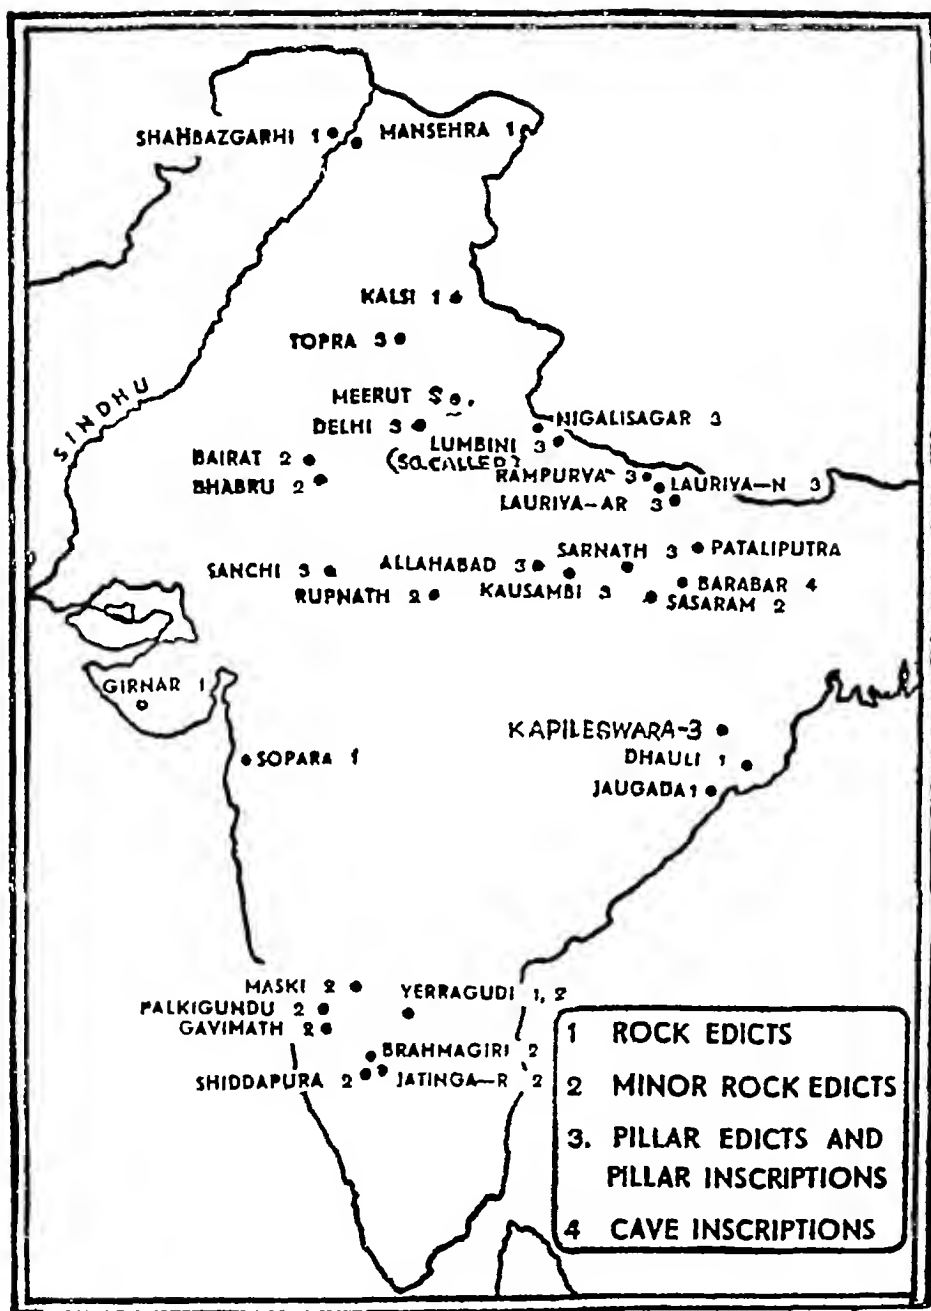 SHAHBAZGARHI 1
MANSEHRA 1
KALSI 1
TOPRA 3
SINDHU
MEERUT
DELHI 3
NIGALISAGAR 3
LUMBINI 3
(SO.CALLED)
BAIRAT 2
BHABRU 2
RAMPURVA- 3
LAURIYA-N 3
LAURIYA-AR 3
SARNATH 3
PATALIPUTRA
SANCHI 3
ALLAHABAD 3
BARABAR 4
RUPNATH 2
KAUSAMBI 3
SASARAM 2
GIRNAR 1
KAPILESWARA-3
SOPARA 1
DHAULI 1
JAUGADA 1
MASKI 2
YERRAGUDI 1, 2
PALKIGUNDU 2
GAVIMATH 2
BRAHMAGIRI 2
SHIDDAPURA 2
JATINGA-R 2
1 ROCK EDICTS
2 MINOR ROCK EDICTS
3. PILLAR EDICTS AND
PILLAR INSCRIPTIONS
4 CAVE INSCRIPTIONS